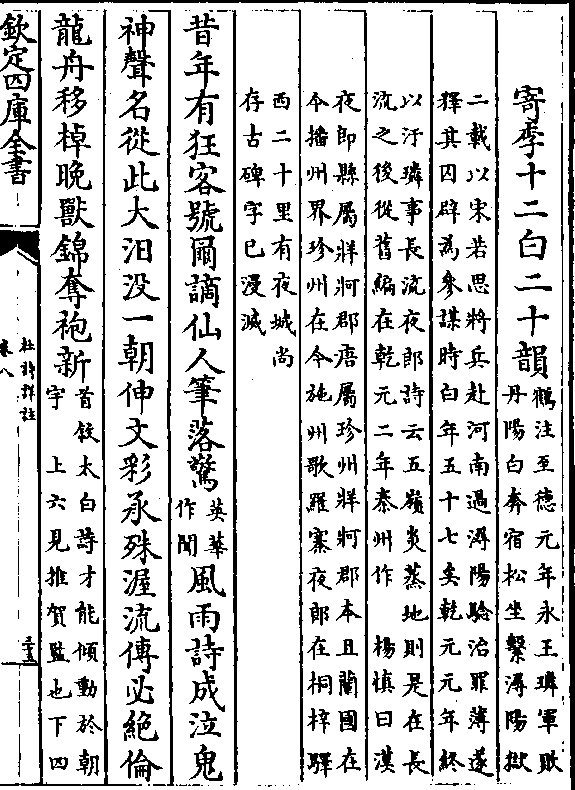 寄李十二白二十韻
鶴注至德元年永王璘軍敗
丹陽白奔宿松坐繫潯陽獄
二載以宋若思將兵赴河南過潯陽驗治罪薄遂
釋其囚辟為參謀時白年五十七矣乾元元年終
以汙璘事長流夜郎詩云五嶺炎蒸地則是在長
流之後從舊編在乾元二年秦州作 楊慎曰漢
夜郎縣屬牂牁郡唐屬珍州牂牁郡本且蘭國在
今播州界珍州在今施州歌羅寨夜郎在桐梓驛
西二十里有夜城尚
存古碑字已漫滅
昔年有狂客號爾謫仙人筆落驚
英華
作聞
風雨詩成泣鬼
神聲名從此大汨沒一朝伸文彩承殊渥流傳必絕倫
龍舟移棹晚獸錦奪袍新
首敘太白詩才能傾動於朝
宇 上六見推賀監也下四
欽定四庫全書
杜詩詳註
卷八